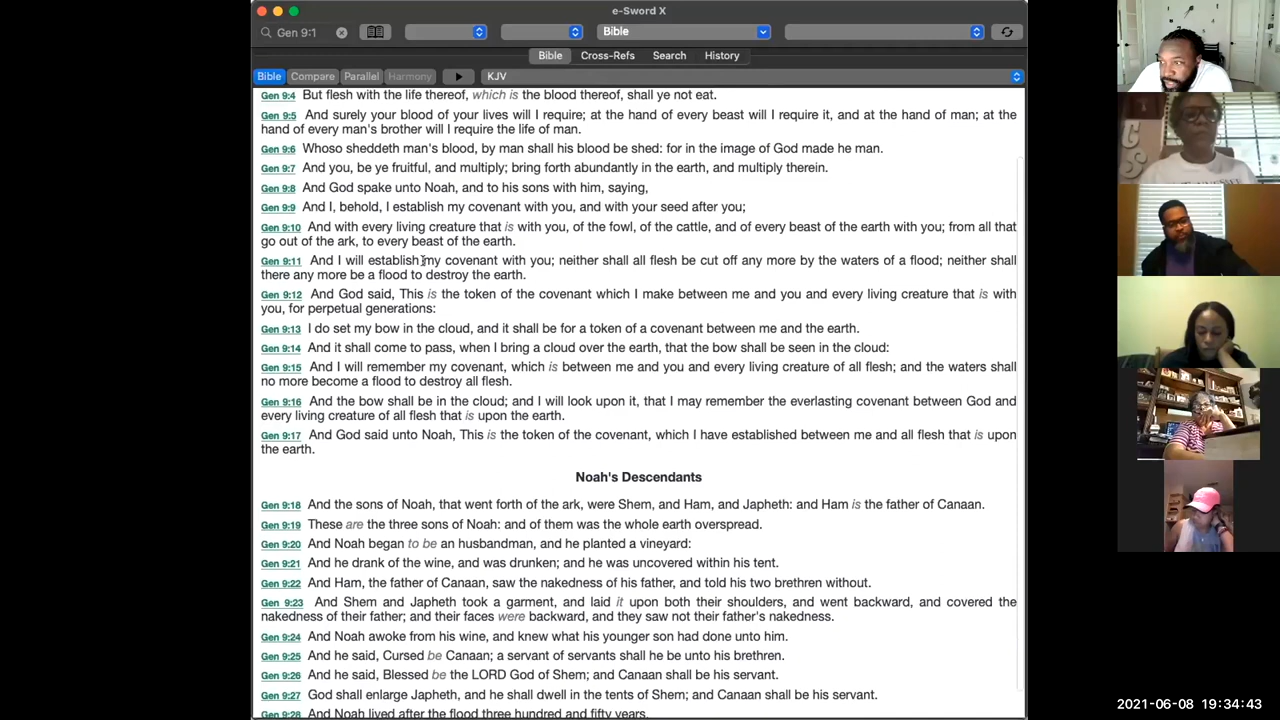 e-Sword X
Gen 9:1
Bible
Bible Cross-Refs Search History
Bible Compare Parallel Harmony KJV
Gen 9:4 But flesh with the life thereof, which is the blood thereof, shall ye not eat.
Gen 9:5 And surely your blood of your lives will I require; at the hand of every beast will I require it, and at the hand of man; at the
hand of every man's brother will I require the life of man.
Gen 9:6 Whoso sheddeth man's blood, by man shall his blood be shed: for in the image of God made he man.
Gen 9:7 And you, be ye fruitful, and multiply; bring forth abundantly in the earth, and multiply therein.
Gen 9:8 And God spake unto Noah, and to his sons with him, saying,
Gen 9:9 And I, behold, I establish my covenant with you, and with your seed after you;
Gen 9:10 And with every living creature that is with you, of the fowl, of the cattle, and of every beast of the earth with you; from all that
go out of the ark, to every beast of the earth.
Gen 9:11 And I will establish my covenant with you; neither shall all flesh be cut off any more by the waters of a flood; neither shall
there any more be a flood to destroy the earth.
Gen 9:12 And God said, This is the token of the covenant which I make between me and you and every living creature that is with
you, for perpetual generations:
Gen 9:13 I do set my bow in the cloud, and it shall be for a token of a covenant between me and the earth.
Gen 9:14 And it shall come to pass, when I bring a cloud over the earth, that the bow shall be seen in the cloud:
Gen 9:15 And I will remember my covenant, which is between me and you and every living creature of all flesh; and the waters shall
no more become a flood to destroy all flesh.
Gen 9:16 And the bow shall be in the cloud; and I will look upon it, that I may remember the everlasting covenant between God and
every living creature of all flesh that is upon the earth.
Gen 9:17 And God said unto Noah, This is the token of the covenant, which I have established between me and all flesh that is upon
the earth.
Noah's Descendants
Gen 9:18 And the sons of Noah, that went forth of the ark, were Shem, and Ham, and Japheth: and Ham is the father of Canaan.
Gen 9:19 These are the three sons of Noah: and of them was the whole earth overspread.
Gen 9:20 And Noah began to be an husbandman, and he planted a vineyard:
Gen 9:21 And he drank of the wine, and was drunken; and he was uncovered within his tent.
Gen 9:22 And Ham, the father of Canaan, saw the nakedness of his father, and told his two brethren without.
Gen 9:23 And Shem and Japheth took a garment, and laid it upon both their shoulders, and went backward, and covered the
nakedness of their father; and their faces were backward, and they saw not their father's nakedness.
Gen 9:24 And Noah awoke from his wine, and knew what his younger son had done unto him.
Gen 9:25 And he said, Cursed be Canaan; a servant of servants shall he be unto his brethren.
Gen 9:26 And he said, Blessed be the LORD God of Shem; and Canaan shall be his servant.
Gen 9:27 God shall enlarge Japheth, and he shall dwell in the tents of Shem; and Canaan shall be his servant.
Gen 9:28 And Noah lived after the flood three hundred and fifty years.
2021-06-08 19:34:43